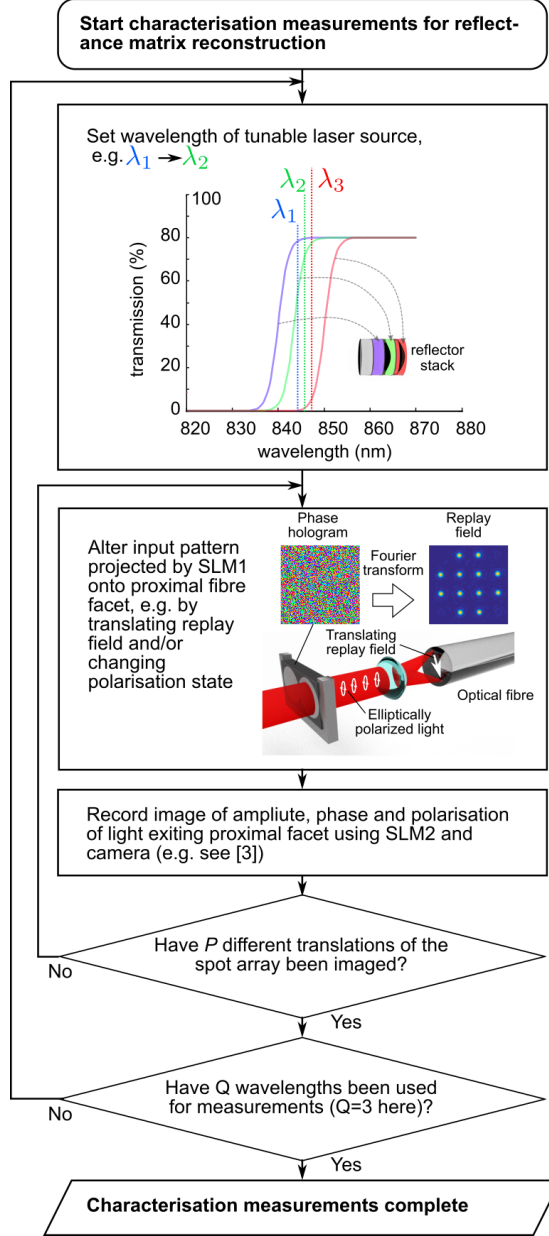 Start characterisation measurements for reflect-
ance matrix reconstruction
Set wavelength of tunable laser source,
e.g. λ1 → λ2
λ2 λ3
λ1
100
80
60
40
20
0
transmission (%)
820 830 840 850 860 870 880
wavelength (nm)
reflector
stack
Alter input pattern
projected by SLM1
onto proximal fibre
facet, e.g. by
translating replay
field and/or
changing
polarisation state
Phase
hologram
Fourier
transform
Replay
field
Translating
replay field
Optical fibre
Elliptically
polarized light
Record image of ampliute, phase and polarisation
of light exiting proximal facet using SLM2 and
camera (e.g. see [3])
Have P different translations of the
spot array been imaged?
No
Yes
Have Q wavelengths been used
for measurements (Q=3 here)?
No
Yes
Characterisation measurements complete